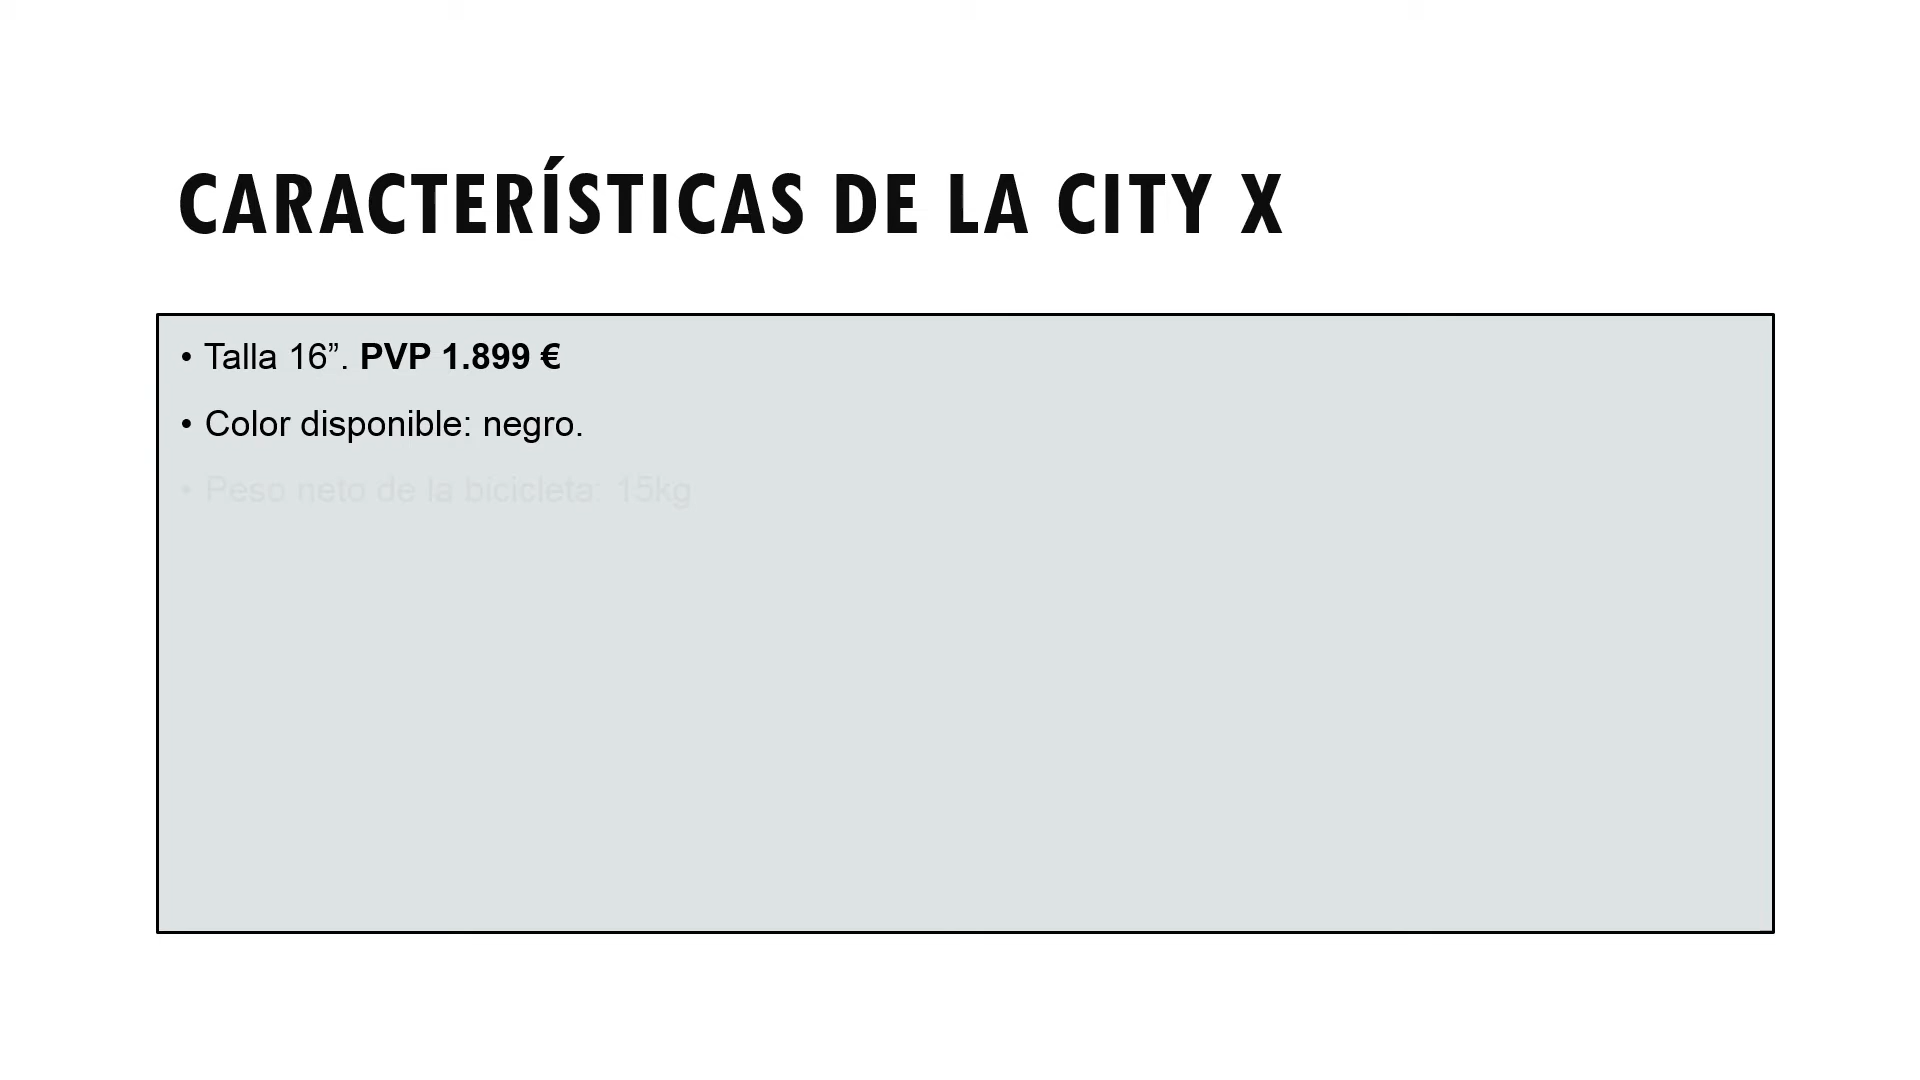 CARACTERÍSTICAS DE LA CITY X
• Talla 16”. PVP 1.899 €
• Color disponible: negro.
• Peso neto de la bicicleta: 15kg